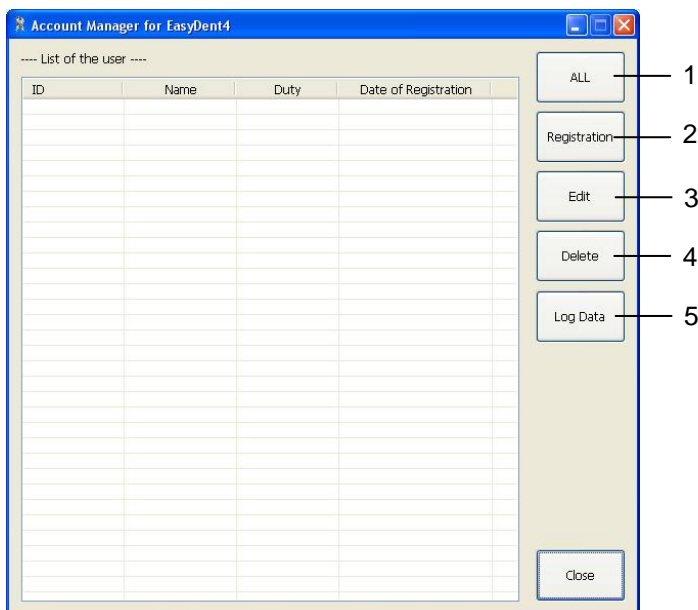 Account Manager for EasyDent4
---- List of the user ----
ID Name Duty Date of Registration
ALL 1
Registration 2
Edit 3
Delete 4
Log Data 5
Close